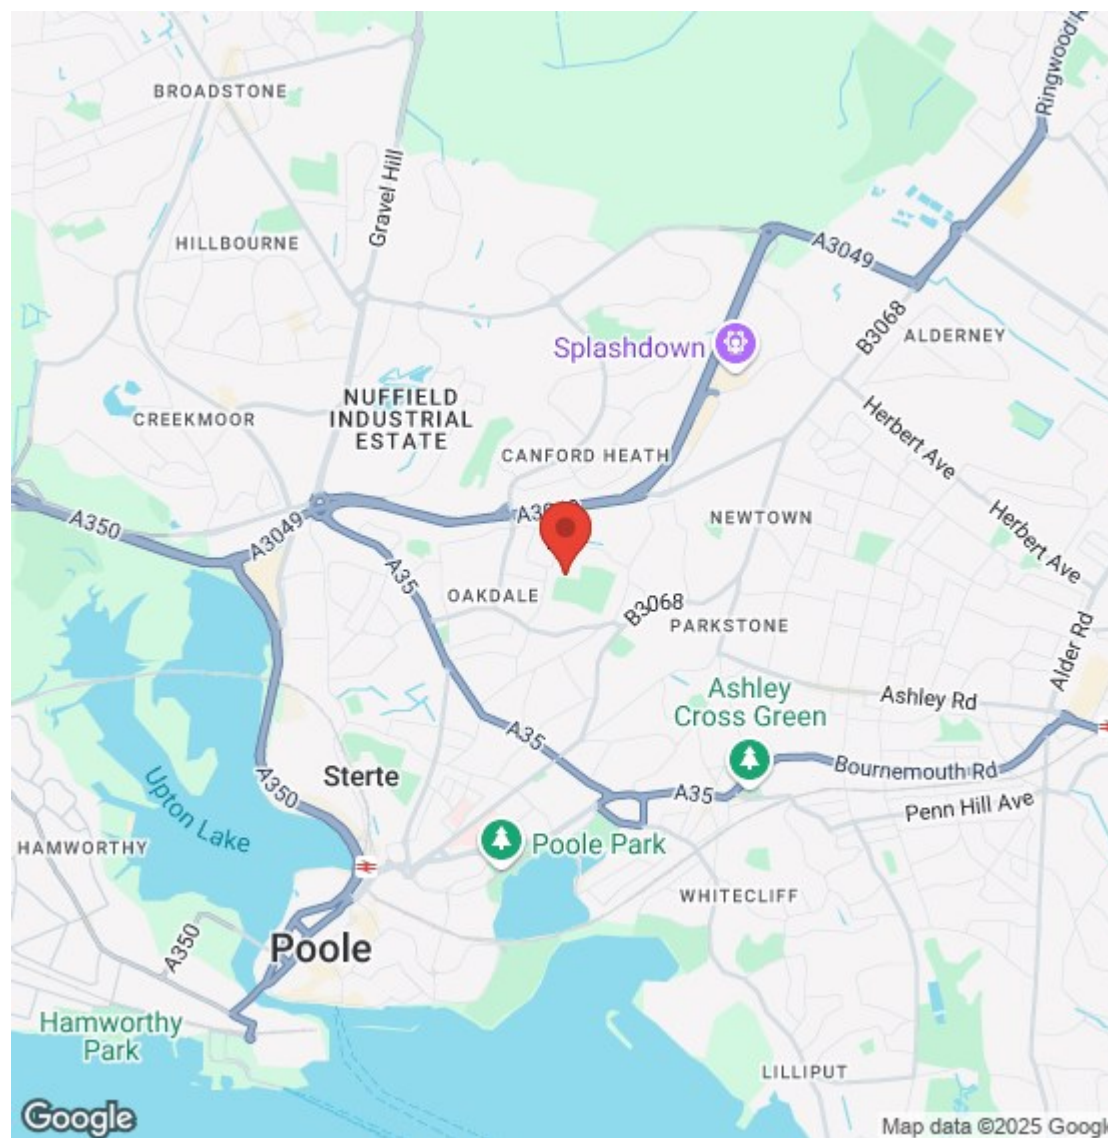 BROADSTONE
Gravel Hill
HILLBOURNE
A3049
Ringwood
B3068
ALDERNEY
Splashdown
NUFFIELD
INDUSTRIAL
ESTATE
CREEKMOOR
Herbert Ave
CANFORD HEATH
A350
A3049
NEWTOWN
Herbert Ave
A35
OAKDALE
B3068
PARKSTONE
Alder Rd
Ashley
Cross Green
Ashley Rd
A35
Sterte
A350
Upton Lake
A35
Bournemouth Rd
Penn Hill Ave
HAMWORTHY
Poole Park
WHITECLIFF
A350
Poole
Hamworthy
Park
LILLIPUT
Google
Map data ©2025 Google